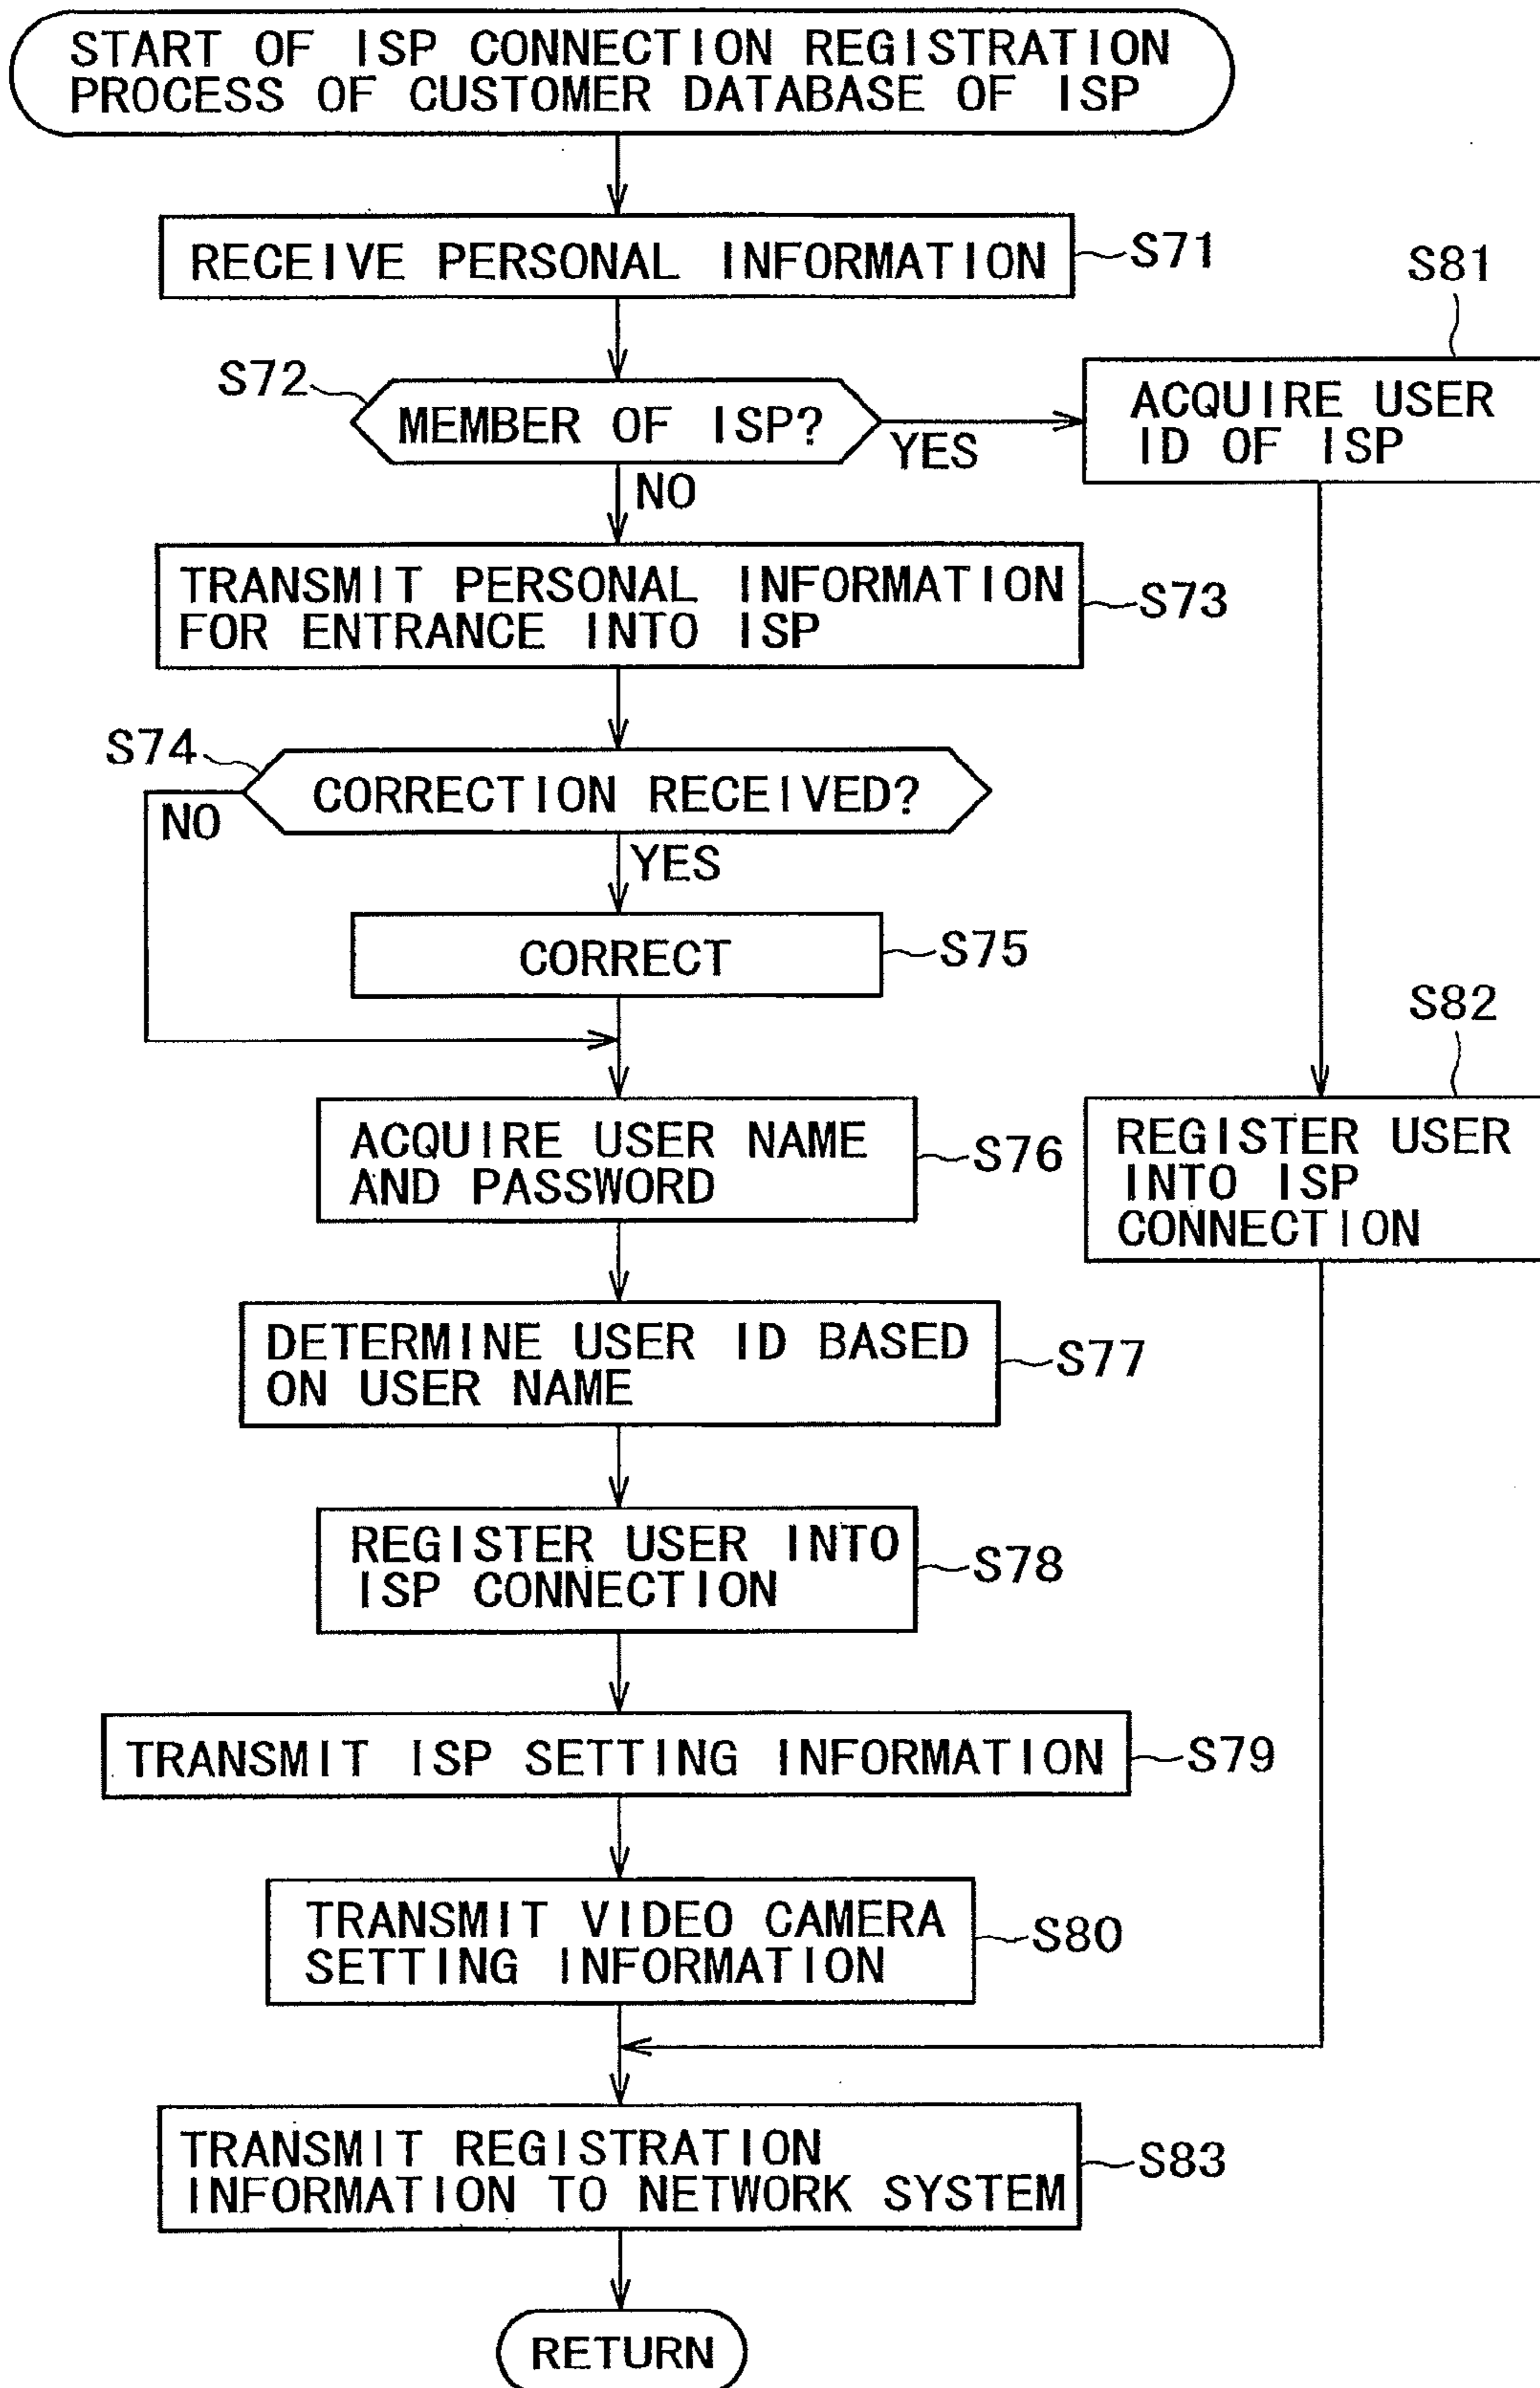 START OF ISP CONNECTION REGISTRATION
PROCESS OF CUSTOMER DATABASE OF ISP
RECEIVE PERSONAL INFORMATION
S71
S81
S72
MEMBER OF ISP?
YES
ACQUIRE USER
ID OF ISP
NO
TRANSMIT PERSONAL INFORMATION
FOR ENTRANCE INTO ISP
S73
S74
CORRECTION RECEIVED?
NO
YES
CORRECT
S75
S82
ACQUIRE USER NAME
AND PASSWORD
S76
REGISTER USER
INTO ISP
CONNECTION
DETERMINE USER ID BASED
ON USER NAME
S77
REGISTER USER INTO
ISP CONNECTION
S78
TRANSMIT ISP SETTING INFORMATION
S79
TRANSMIT VIDEO CAMERA
SETTING INFORMATION
S80
TRANSMIT REGISTRATION
INFORMATION TO NETWORK SYSTEM
S83
RETURN